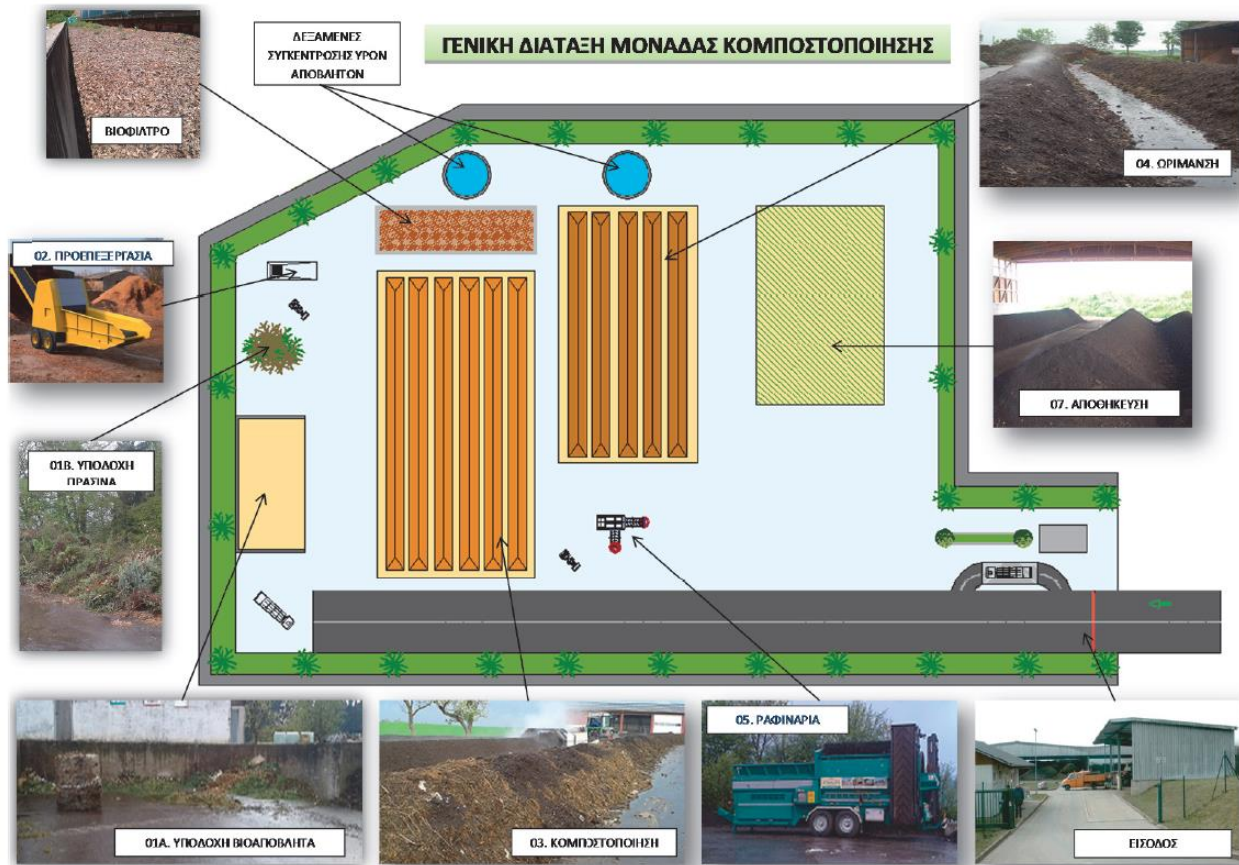 ΔΕΞΑΜΕΝΕΣ
ΣΥΓΚΕΝΤΡΩΣΗΣ ΥΡΩΝ
ΑΠΟΒΛΗΤΩΝ
ΓΕΝΙΚΗ ΔΙΑΤΑΞΗ ΜΟΝΑΔΑΣ ΚΟΜΠΟΣΤΟΠΟΙΗΣΗΣ
ΒΙΟΦΙΛΤΡΟ
04. ΩΡΙΜΑΝΣΗ
02. ΠΡΟΕΠΕΞΕΡΓΑΣΙΑ
07. ΑΠΟΘΗΚΕΥΣΗ
01Β. ΥΠΟΔΟΧΗ
ΠΡΑΣΙΝΑ
01Α. ΥΠΟΔΟΧΗ ΒΙΟΑΠΟΒΛΗΤΑ
03. ΚΟΜΠΟΣΤΟΠΟΙΗΣΗ
05. ΡΑΦΙΝΑΡΙΑ
ΕΙΣΟΔΟΣ